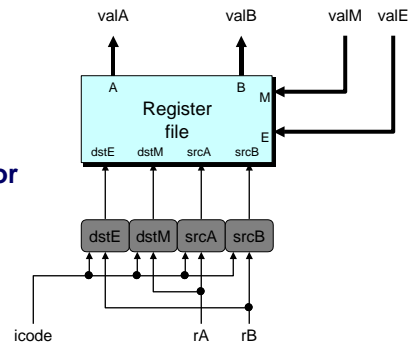 valA valB valM valE
A B
M
Register
file
E
dstE dstM srcA srcB
or
dstE dstM srcA srcB
icode rA rB